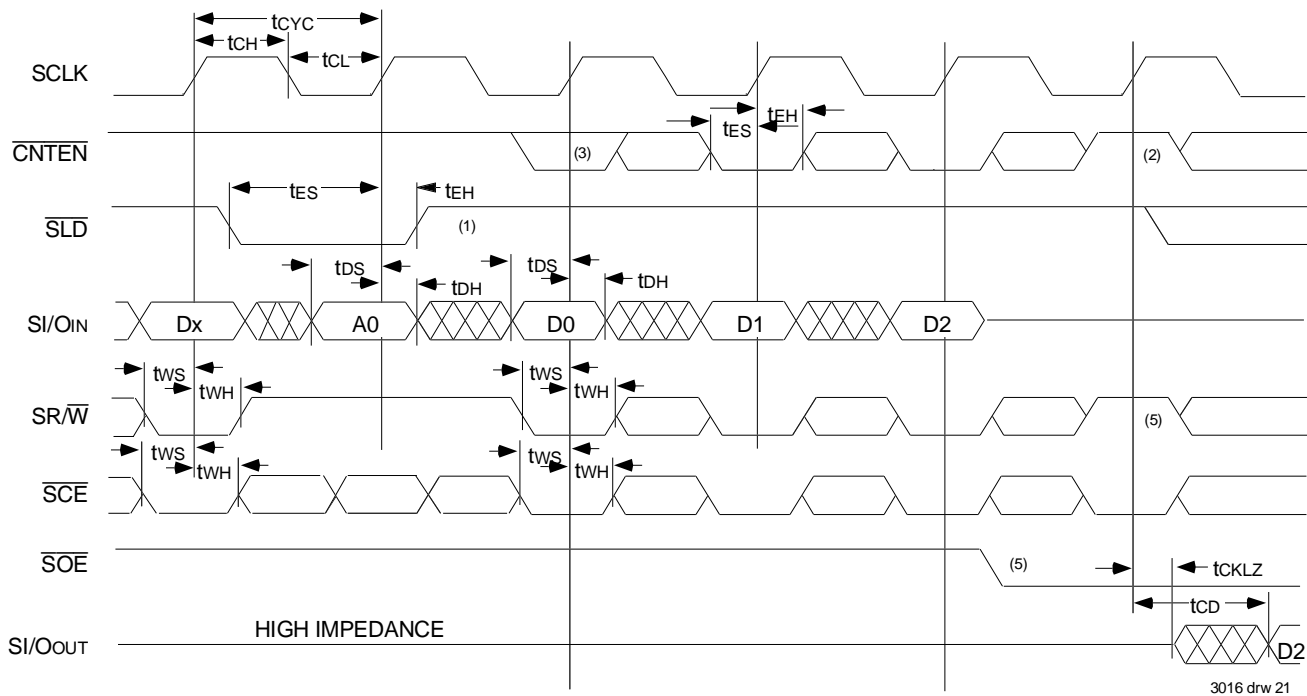 tCYC
tCH
tCL
SCLK
tES tEH
CNTEN (3) (2)
tES tEH
SLD (1)
tDS tDS
tDH tDH
SI/OIN Dx A0 D0 D1 D2
tWS tWS
tWH tWH
SR/W (5)
tWS tWS
tWH tWH
SCE
SOE (5)
tCKLZ
tCD
HIGH IMPEDANCE
SI/OOUT D2
3016 drw 21